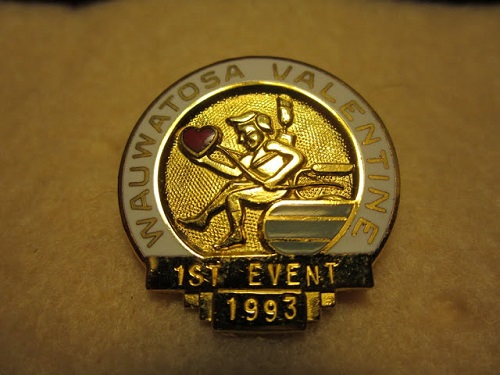 WAUWATOSA VALENTINE
1ST EVENT
1993